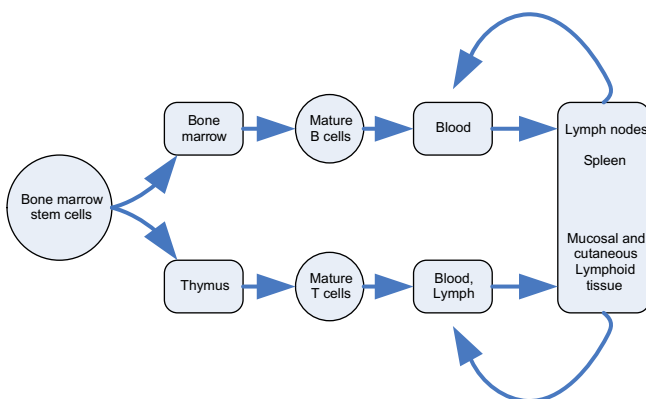 Bone marrow
stem cells
Bone
marrow
Mature
B cells
Blood
Thymus
Mature
T cells
Blood,
Lymph
Lymph nodes
Spleen
Mucosal and
cutaneous
Lymphoid
tissue